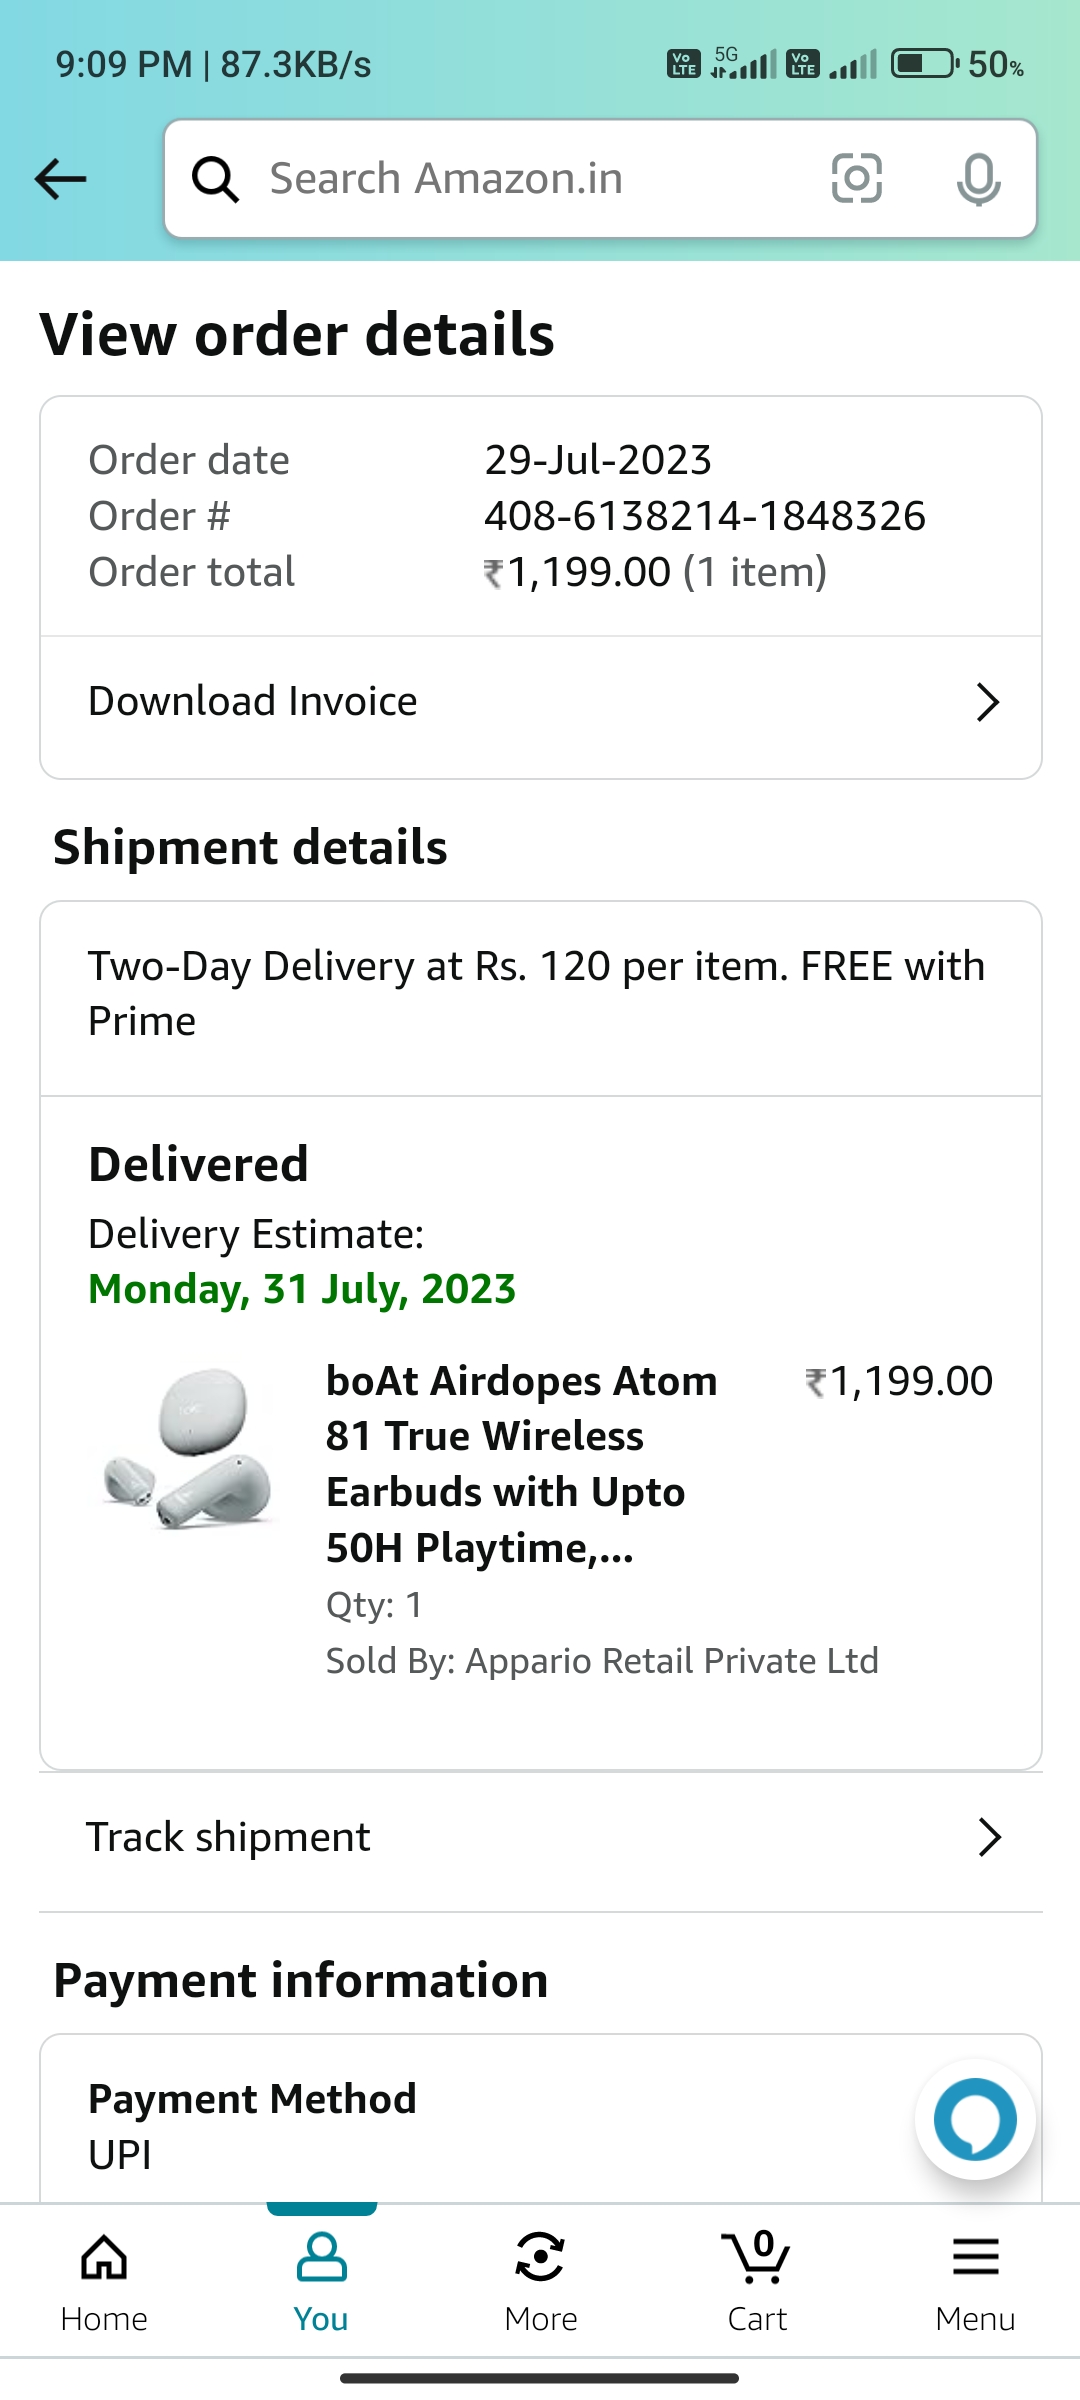 9:09 PM | 87.3KB/s Vo LTE 5G Vo LTE 50%
Search Amazon.in
View order details
Order date 29-Jul-2023
Order # 408-6138214-1848326
Order total ₹1,199.00 (1 item)
Download Invoice
Shipment details
Two-Day Delivery at Rs. 120 per item. FREE with
Prime
Delivered
Delivery Estimate:
Monday, 31 July, 2023
boAt Airdopes Atom ₹1,199.00
81 True Wireless
Earbuds with Upto
50H Playtime,...
Qty: 1
Sold By: Appario Retail Private Ltd
Track shipment
Payment information
Payment Method
UPI
0
Home You More Cart Menu